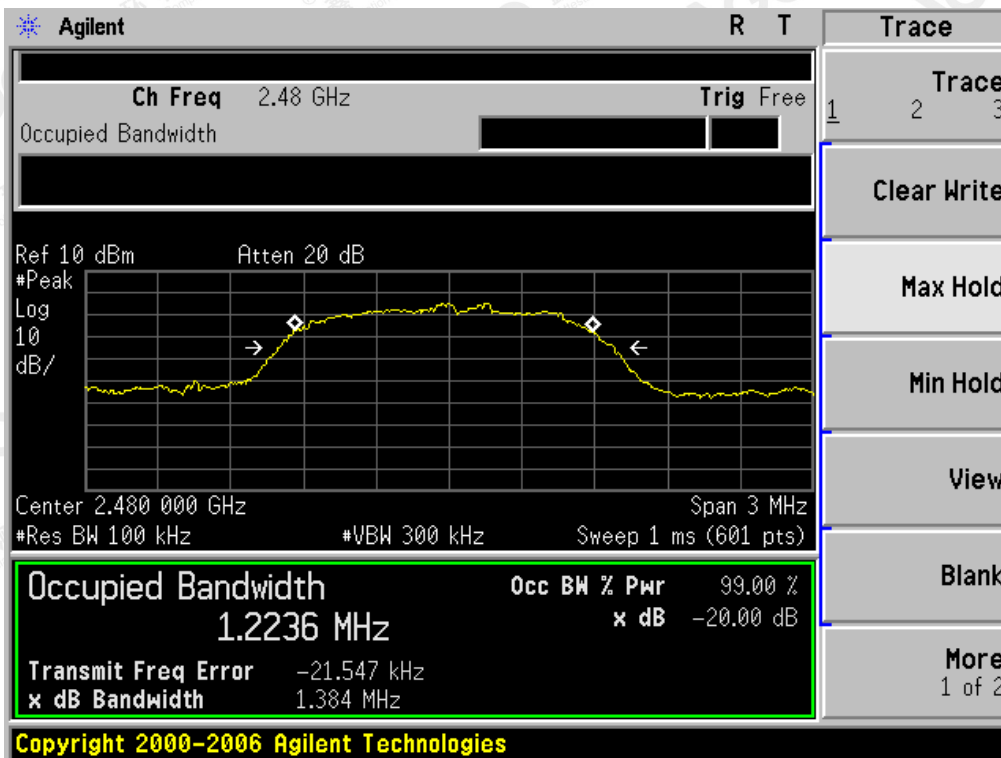 Agilent R T
Trace
Ch Freq 2.48 GHz Trig Free
Occupied Bandwidth
Trace
1 2 3
Clear Write
Max Hold
Min Hold
View
Blank
More
1 of 2
Ref 10 dBm Atten 20 dB
#Peak
Log
10
dB/
Center 2.480 000 GHz Span 3 MHz
#Res BW 100 kHz #VBW 300 kHz Sweep 1 ms (601 pts)
Occupied Bandwidth
1.2236 MHz
Occ BW % Pwr 99.00 %
x dB -20.00 dB
Transmit Freq Error -21.547 kHz
x dB Bandwidth 1.384 MHz
Copyright 2000-2006 Agilent Technologies